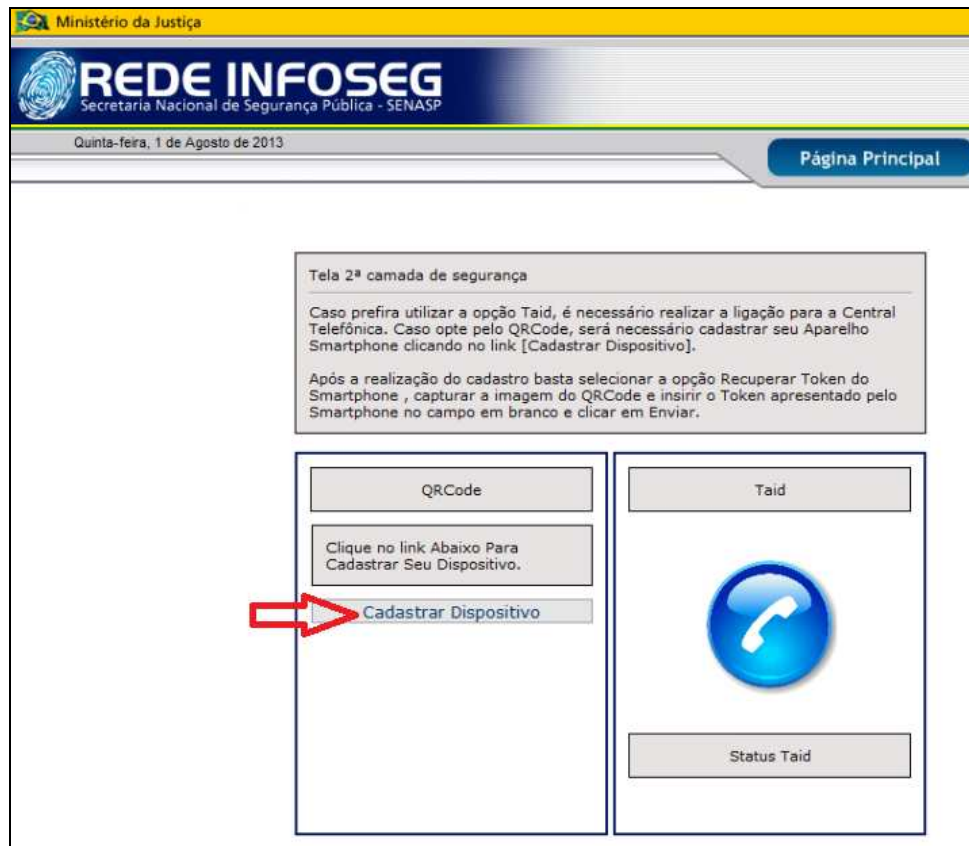 Ministério da Justiça
REDE INFOSEG
Secretaria Nacional de Segurança Pública - SENASP
Quinta-feira, 1 de Agosto de 2013
Página Principal
Tela 2ª camada de segurança
Caso prefira utilizar a opção Taid, é necessário realizar a ligação para a Central
Telefônica. Caso opte pelo QRCode, será necessário cadastrar seu Aparelho
Smartphone clicando no link [Cadastrar Dispositivo].
Após a realização do cadastro basta selecionar a opção Recuperar Token do
Smartphone , capturar a imagem do QRCode e insirir o Token apresentado pelo
Smartphone no campo em branco e clicar em Enviar.
QRCode
Clique no link Abaixo Para
Cadastrar Seu Dispositivo.
Cadastrar Dispositivo
Taid
Status Taid